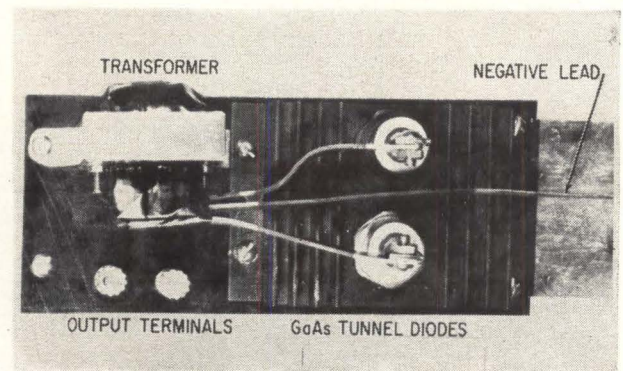 TRANSFORMER
NEGATIVE LEAD
OUTPUT TERMINALS
GaAs TUNNEL DIODES